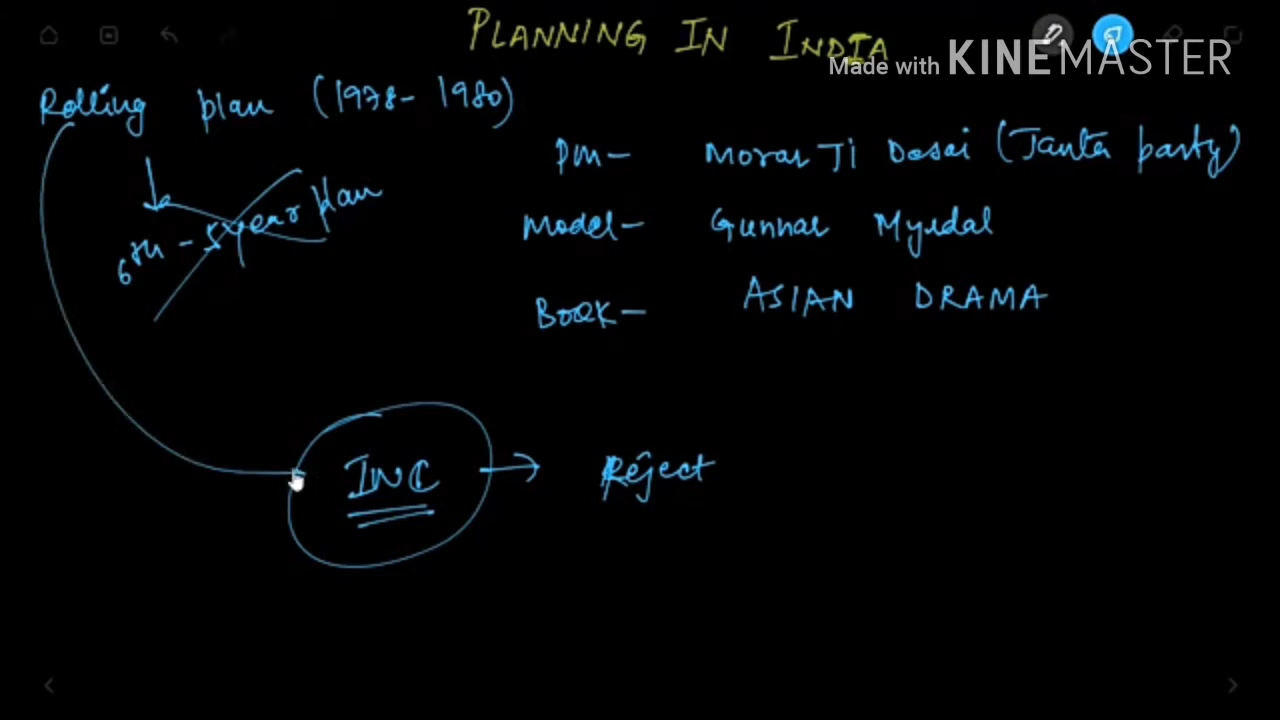 PLANNING IN INDIA
Made with KINEMASTER
Rolling plan (1978-1980)
PM- Morar Ji Desai (Janta party)
6th - 5 year plan
Model- Gunnar Myrdal
Book- ASIAN DRAMA
INC → Reject